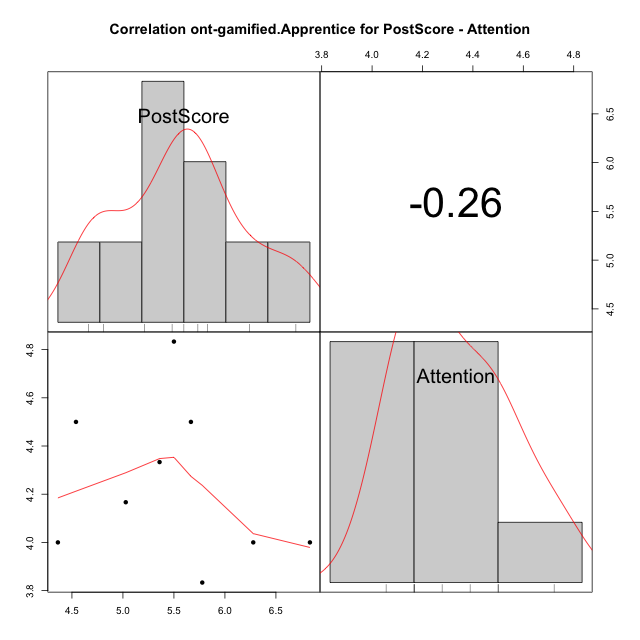 Correlation ont-gamified.Apprentice for PostScore - Attention
3.8 4.0 4.2 4.4 4.6 4.8
PostScore
-0.26
6.5
6.0
5.5
5.0
4.5
Attention
4.8
4.6
4.4
4.2
4.0
3.8
4.5 5.0 5.5 6.0 6.5